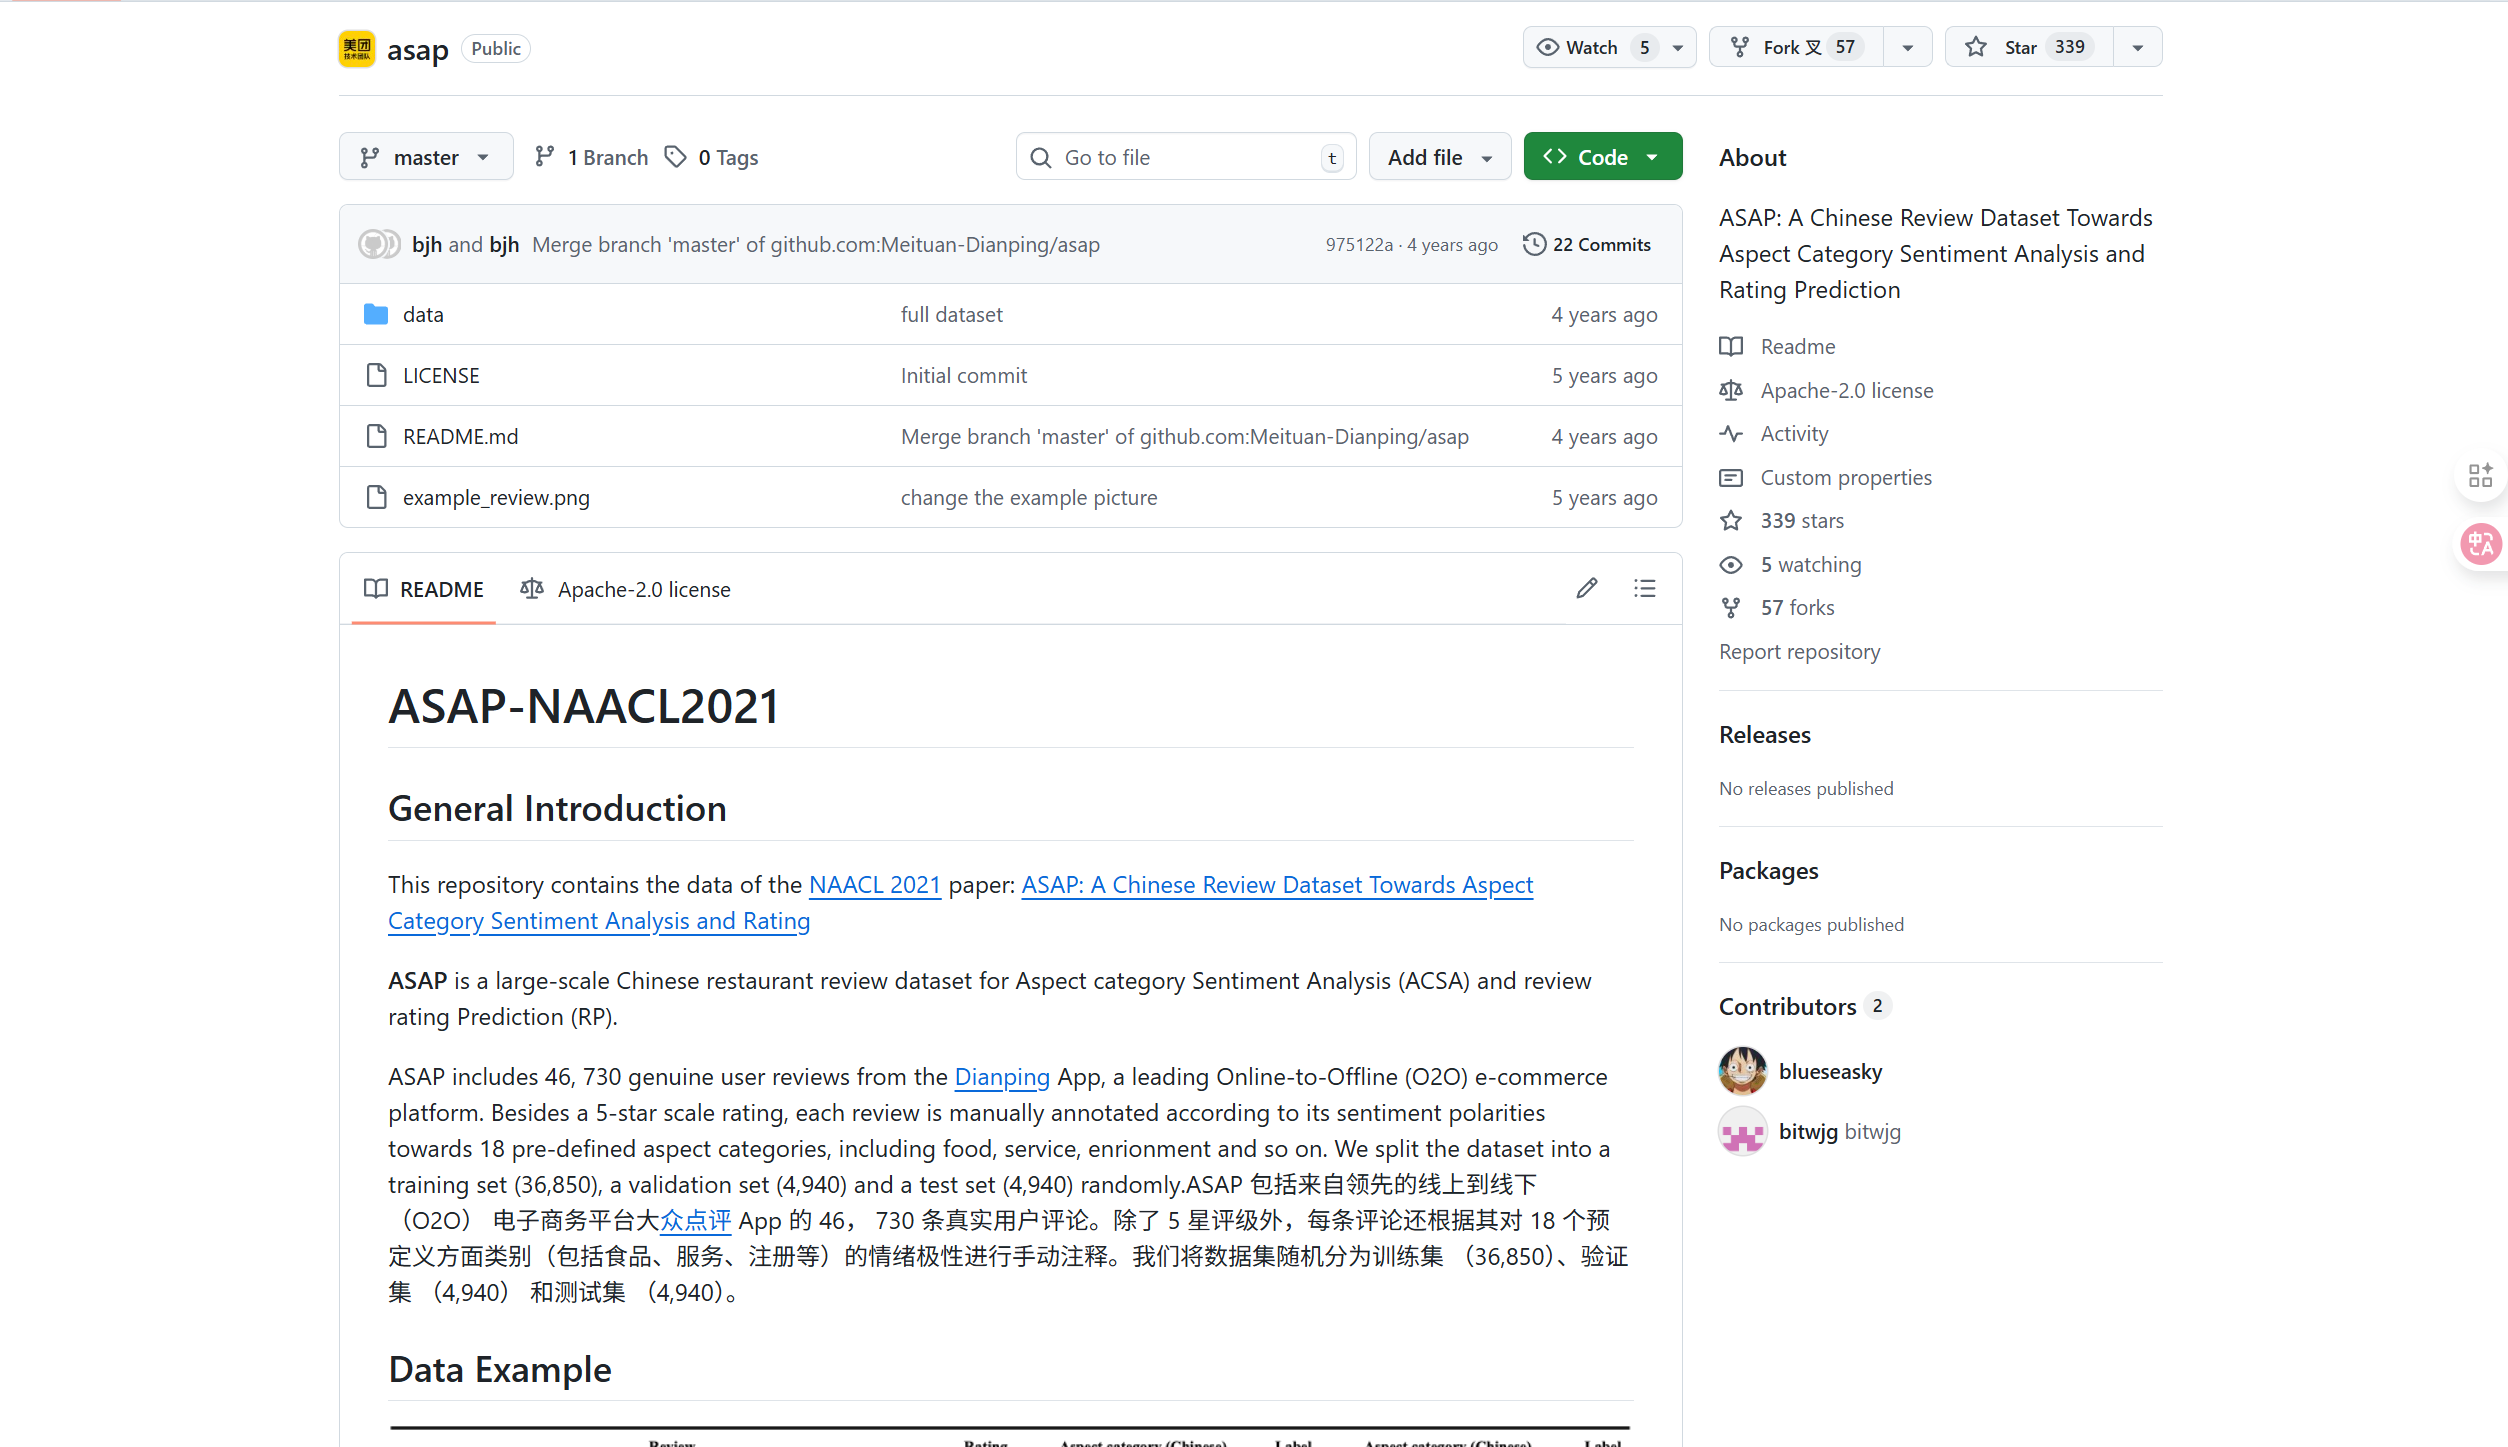 美团
技术团队
asap Public
Watch 5
Fork 叉 57
Star 339
master
1 Branch
0 Tags
Go to file t
Add file
Code
bjh and bjh Merge branch 'master' of github.com:Meituan-Dianping/asap 975122a · 4 years ago 22 Commits
data full dataset 4 years ago
LICENSE Initial commit 5 years ago
README.md Merge branch 'master' of github.com:Meituan-Dianping/asap 4 years ago
example_review.png change the example picture 5 years ago
README Apache-2.0 license
ASAP-NAACL2021
General Introduction
This repository contains the data of the NAACL 2021 paper: ASAP: A Chinese Review Dataset Towards Aspect
Category Sentiment Analysis and Rating
ASAP is a large-scale Chinese restaurant review dataset for Aspect category Sentiment Analysis (ACSA) and review
rating Prediction (RP).
ASAP includes 46, 730 genuine user reviews from the Dianping App, a leading Online-to-Offline (O2O) e-commerce
platform. Besides a 5-star scale rating, each review is manually annotated according to its sentiment polarities
towards 18 pre-defined aspect categories, including food, service, enrionment and so on. We split the dataset into a
training set (36,850), a validation set (4,940) and a test set (4,940) randomly.ASAP 包括来自领先的线上到线下
（O2O） 电子商务平台大众点评 App 的 46， 730 条真实用户评论。除了 5 星评级外，每条评论还根据其对 18 个预
定义方面类别（包括食品、服务、注册等）的情绪极性进行手动注释。我们将数据集随机分为训练集 （36,850）、验证
集 （4,940） 和测试集 （4,940）。
Data Example
Review Rating Aspect category (Chinese) Label Aspect category (Chinese) Label
About
ASAP: A Chinese Review Dataset Towards
Aspect Category Sentiment Analysis and
Rating Prediction
Readme
Apache-2.0 license
Activity
Custom properties
339 stars
5 watching
57 forks
Report repository
Releases
No releases published
Packages
No packages published
Contributors 2
blueseasky
bitwjg bitwjg
中A